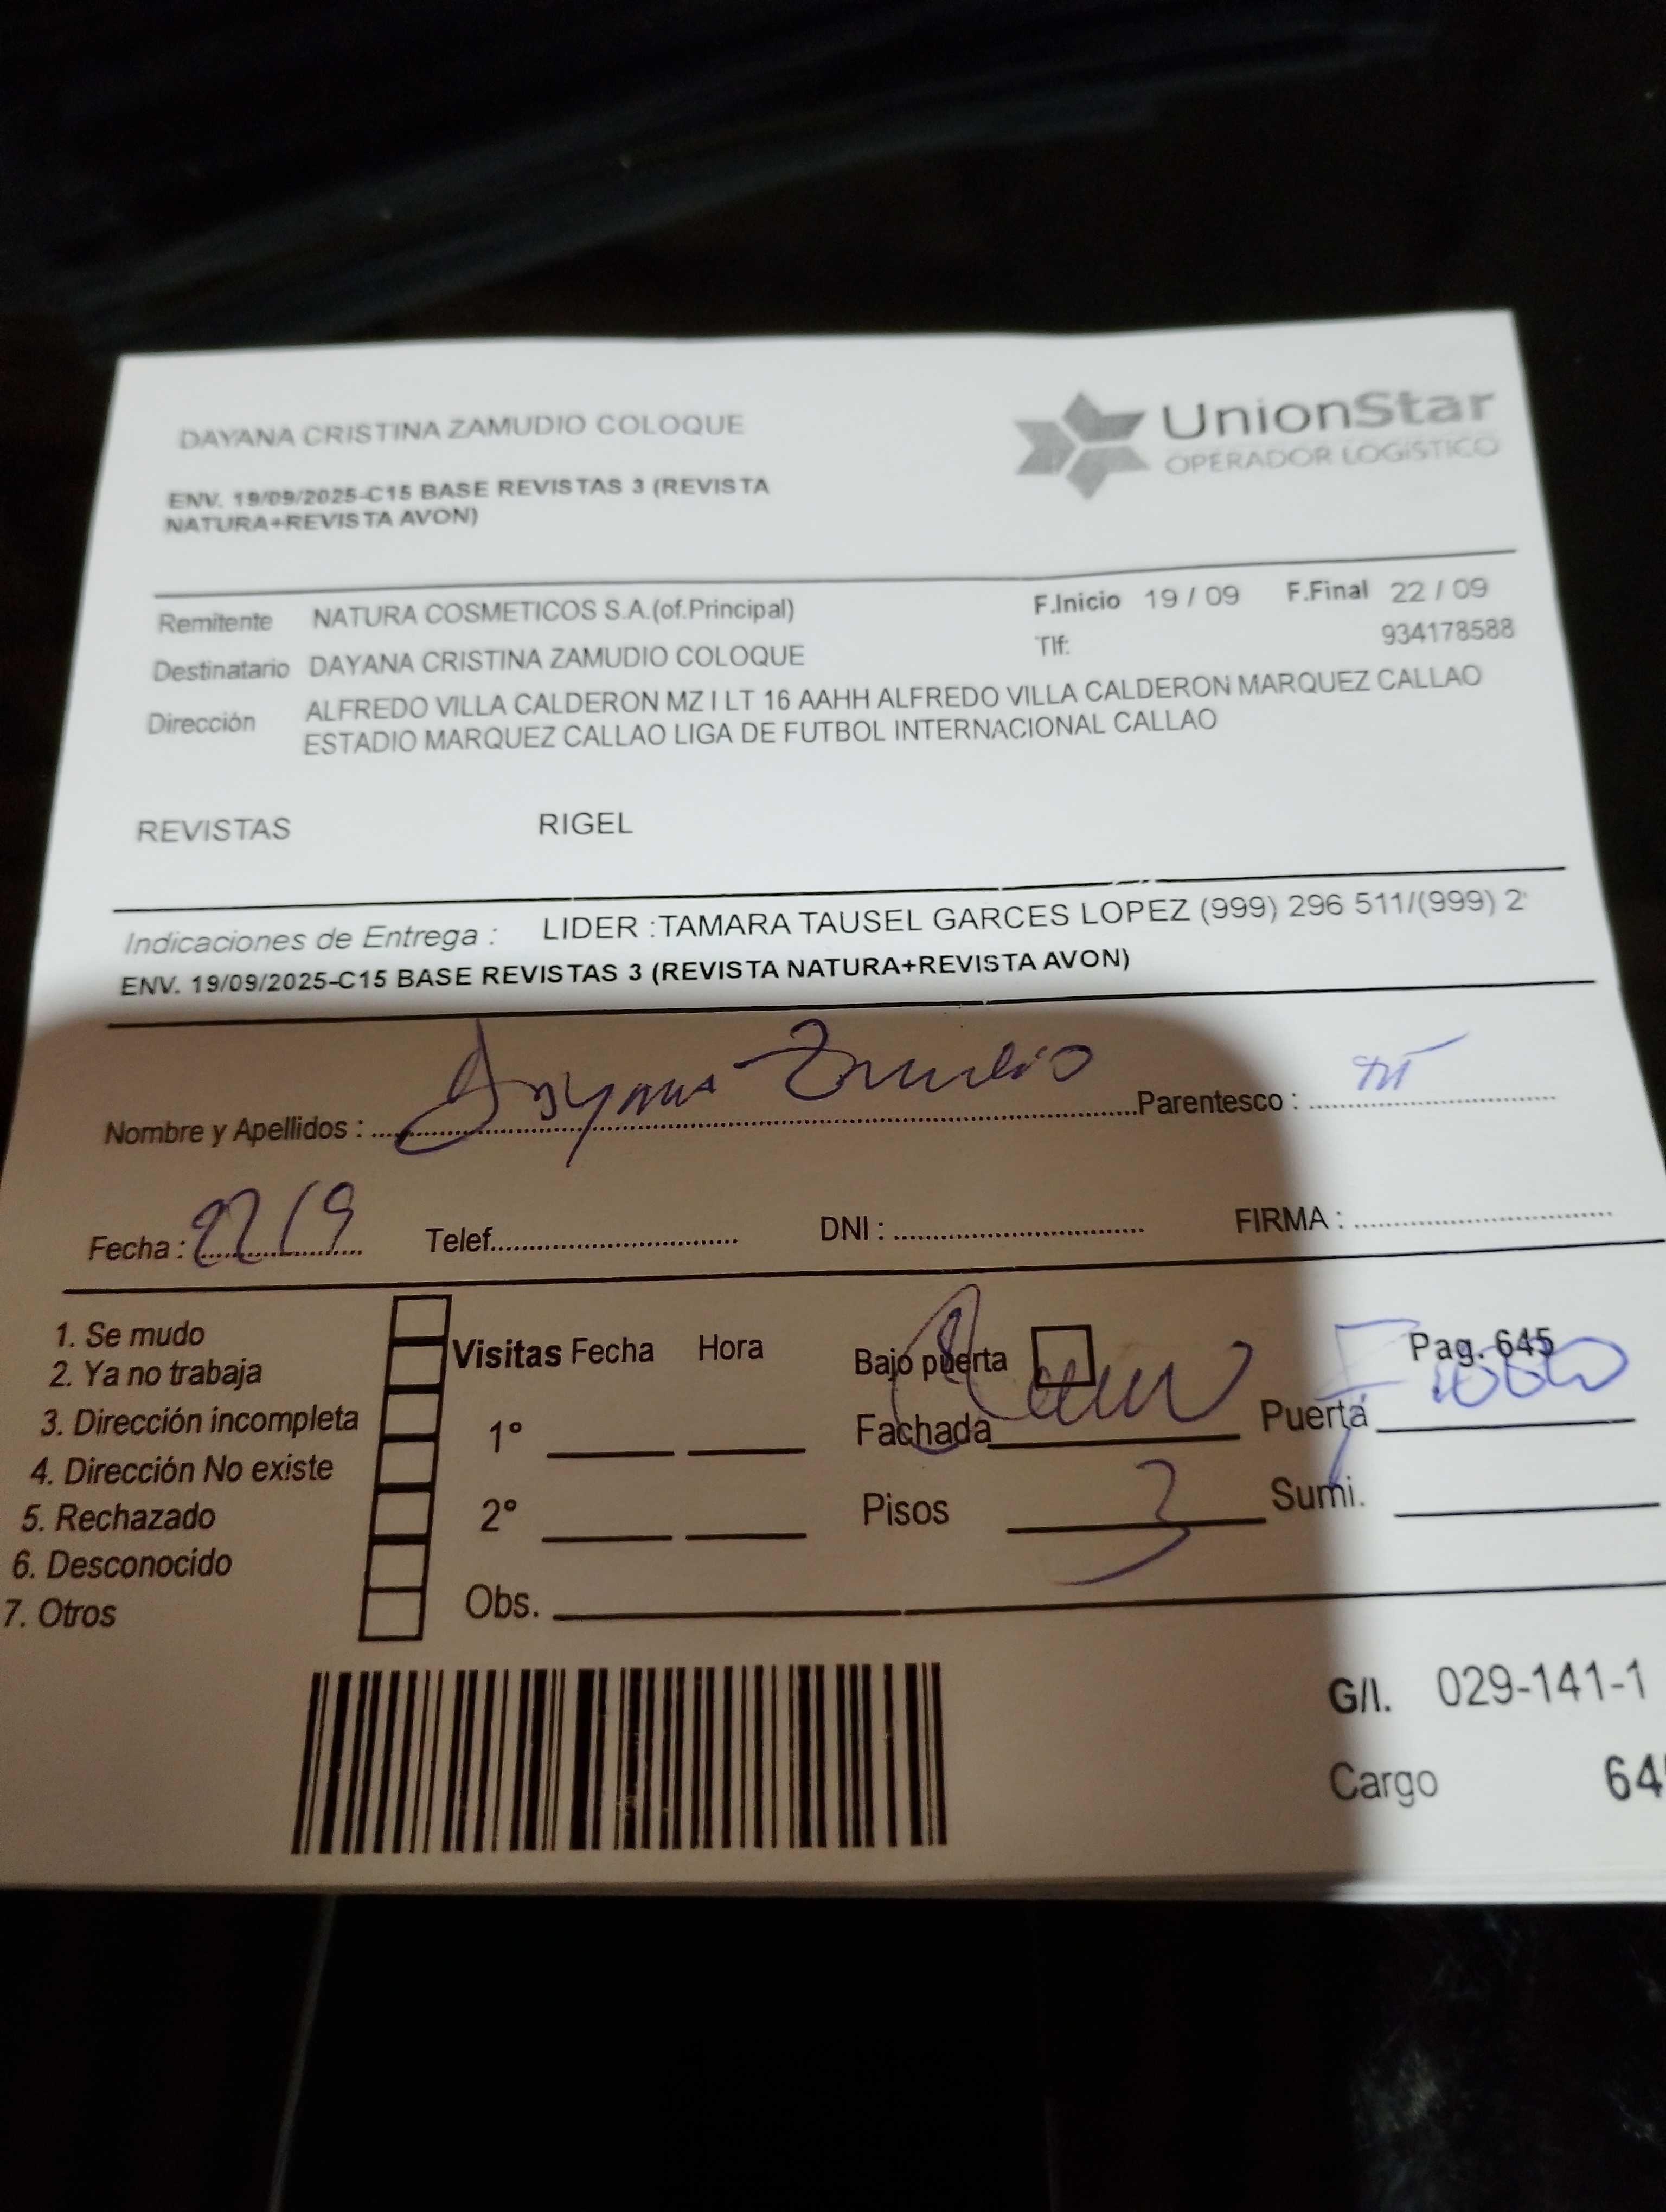 DAYANA CRISTINA ZAMUDIO COLOQUE
UnionStar
OPERADOR LOGÍSTICO
ENV. 19/09/2025-C15 BASE REVISTAS 3 (REVISTA
NATURA+REVISTA AVON)
Remitente NATURA COSMETICOS S.A.(of.Principal) F.Inicio 19 / 09 F.Final 22 / 09
Destinatario DAYANA CRISTINA ZAMUDIO COLOQUE Tlf: 934178588
Dirección ALFREDO VILLA CALDERON MZ I LT 16 AAHH ALFREDO VILLA CALDERON MARQUEZ CALLAO
ESTADIO MARQUEZ CALLAO LIGA DE FUTBOL INTERNACIONAL CALLAO
REVISTAS RIGEL
Indicaciones de Entrega : LIDER :TAMARA TAUSEL GARCES LOPEZ (999) 296 511/(999) 2
ENV. 19/09/2025-C15 BASE REVISTAS 3 (REVISTA NATURA+REVISTA AVON)
Nombre y Apellidos : Dayana Zamudio Parentesco :
Fecha : 22/9 Telef. DNI : FIRMA :
1. Se mudo
2. Ya no trabaja
3. Dirección incompleta
4. Dirección No existe
5. Rechazado
6. Desconocido
7. Otros
Visitas Fecha Hora
1°
2°
Obs.
Bajo puerta Pag. 645
Fachada Puerta
Pisos 3 Sumi.
G/I. 029-141-1
Cargo 64